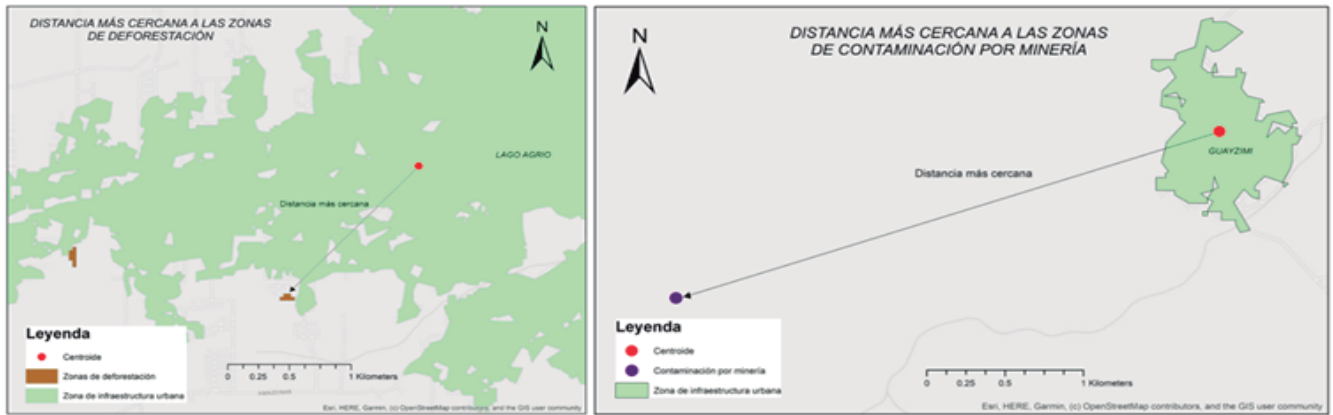 DISTANCIA MÁS CERCANA A LAS ZONAS
DE DEFORESTACIÓN
N
LAGO AGRIO
Distancia más cercana
Leyenda
Centroide
Zonas de deforestación
Zona de infraestructura urbana
0 0.25 0.5 1 Kilometers
Esri, HERE, Garmin, (c) OpenStreetMap contributors, and the GIS user community
DISTANCIA MÁS CERCANA A LAS ZONAS
DE CONTAMINACIÓN POR MINERÍA
N
GUAYZIMI
Distancia más cercana
Leyenda
Centroide
Contaminación por minería
Zona de infraestructura urbana
0 0.25 0.5 1 Kilometers
Esri, HERE, Garmin, (c) OpenStreetMap contributors, and the GIS user community